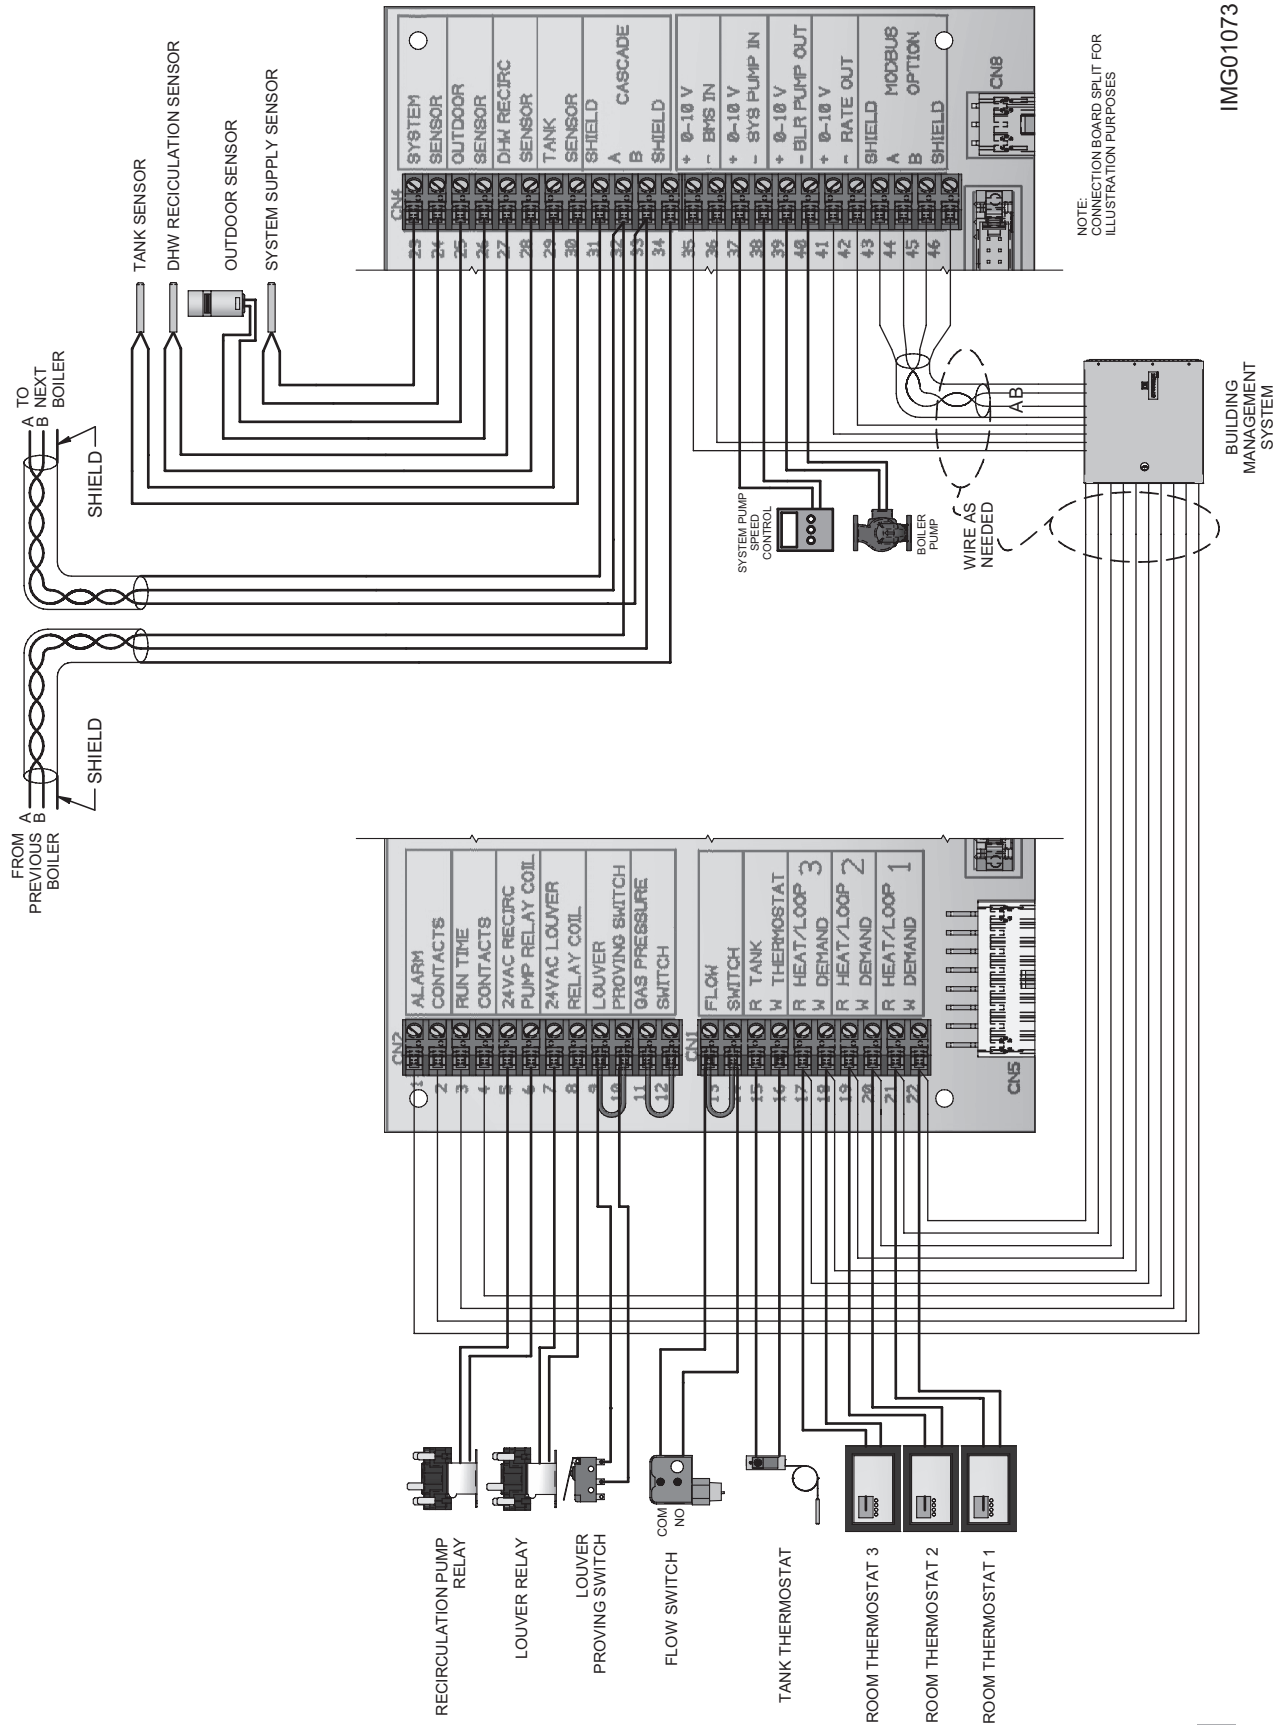 FROM
PREVIOUS
BOILER
A
B
SHIELD
TO
NEXT
BOILER
A
B
SHIELD
TANK SENSOR
DHW RECICULATION SENSOR
OUTDOOR SENSOR
SYSTEM SUPPLY SENSOR
RECIRCULATION PUMP
RELAY
LOUVER RELAY
LOUVER
PROVING SWITCH
FLOW SWITCH
COM
NO
TANK THERMOSTAT
ROOM THERMOSTAT 3
ROOM THERMOSTAT 2
ROOM THERMOSTAT 1
CN2
1 ALARM
2 CONTACTS
3 RUN TIME
4 CONTACTS
5 24VAC RECIRC
6 PUMP RELAY COIL
7 24VAC LOUVER
8 RELAY COIL
9 LOUVER
10 PROVING SWITCH
11 GAS PRESSURE
12 SWITCH
CN1
13 FLOW
14 SWITCH
15 R TANK
16 W THERMOSTAT
17 R HEAT/LOOP 3
18 W DEMAND
19 R HEAT/LOOP 2
20 W DEMAND
21 R HEAT/LOOP 1
22 W DEMAND
CN5
CN4
23 SYSTEM
24 SENSOR
25 OUTDOOR
26 SENSOR
27 DHW RECIRC
28 SENSOR
29 TANK
30 SENSOR
31 SHIELD
32 A CASCADE
33 B
34 SHIELD
35 + 0-10 V
36 - BMS IN
37 + 0-10 V
38 - SYS PUMP IN
39 + 0-10 V
40 - BLR PUMP OUT
41 + 0-10 V
42 - RATE OUT
43 SHIELD
44 A MODBUS
45 B OPTION
46 SHIELD
CN8
SYSTEM PUMP
SPEED
CONTROL
BOILER
PUMP
WIRE AS
NEEDED
A B
BUILDING
MANAGEMENT
SYSTEM
NOTE:
CONNECTION BOARD SPLIT FOR
ILLUSTRATION PURPOSES
IMG01073